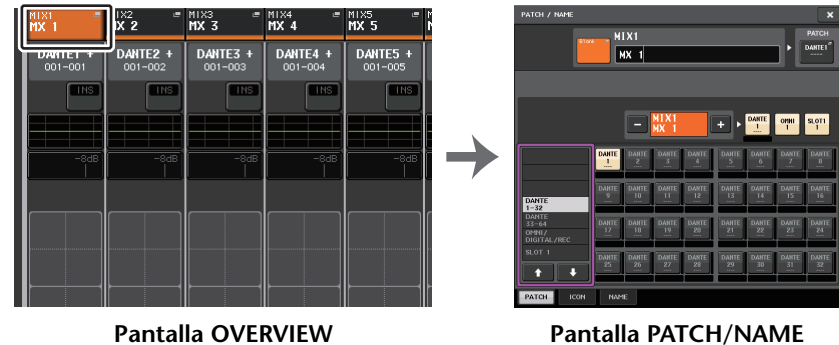 MIX1 MIX2 MIX3 MIX4 MIX5
MX 1 MX 2 MX 3 MX 4 MX 5
DANTE1 + DANTE2 + DANTE3 + DANTE4 + DANTE5 +
001-001 001-002 001-003 001-004 001-005
INS INS INS INS
-8dB -8dB -8dB -8dB
Pantalla OVERVIEW
PATCH / NAME
Blank MIX1 PATCH
MX 1 DANTE1
MIX1 DANTE OMNI SLOT1
− MX 1 + 1 1 1
DANTE 1 DANTE 2 DANTE 3 DANTE 4 DANTE 5 DANTE 6 DANTE 7 DANTE 8
DANTE 9 DANTE 10 DANTE 11 DANTE 12 DANTE 13 DANTE 14 DANTE 15 DANTE 16
DANTE 17 DANTE 18 DANTE 19 DANTE 20 DANTE 21 DANTE 22 DANTE 23 DANTE 24
DANTE 25 DANTE 26 DANTE 27 DANTE 28 DANTE 29 DANTE 30 DANTE 31 DANTE 32
DANTE
1-32
DANTE
33-64
OMNI/
DIGITAL/REC
SLOT 1
PATCH ICON NAME
Pantalla PATCH/NAME